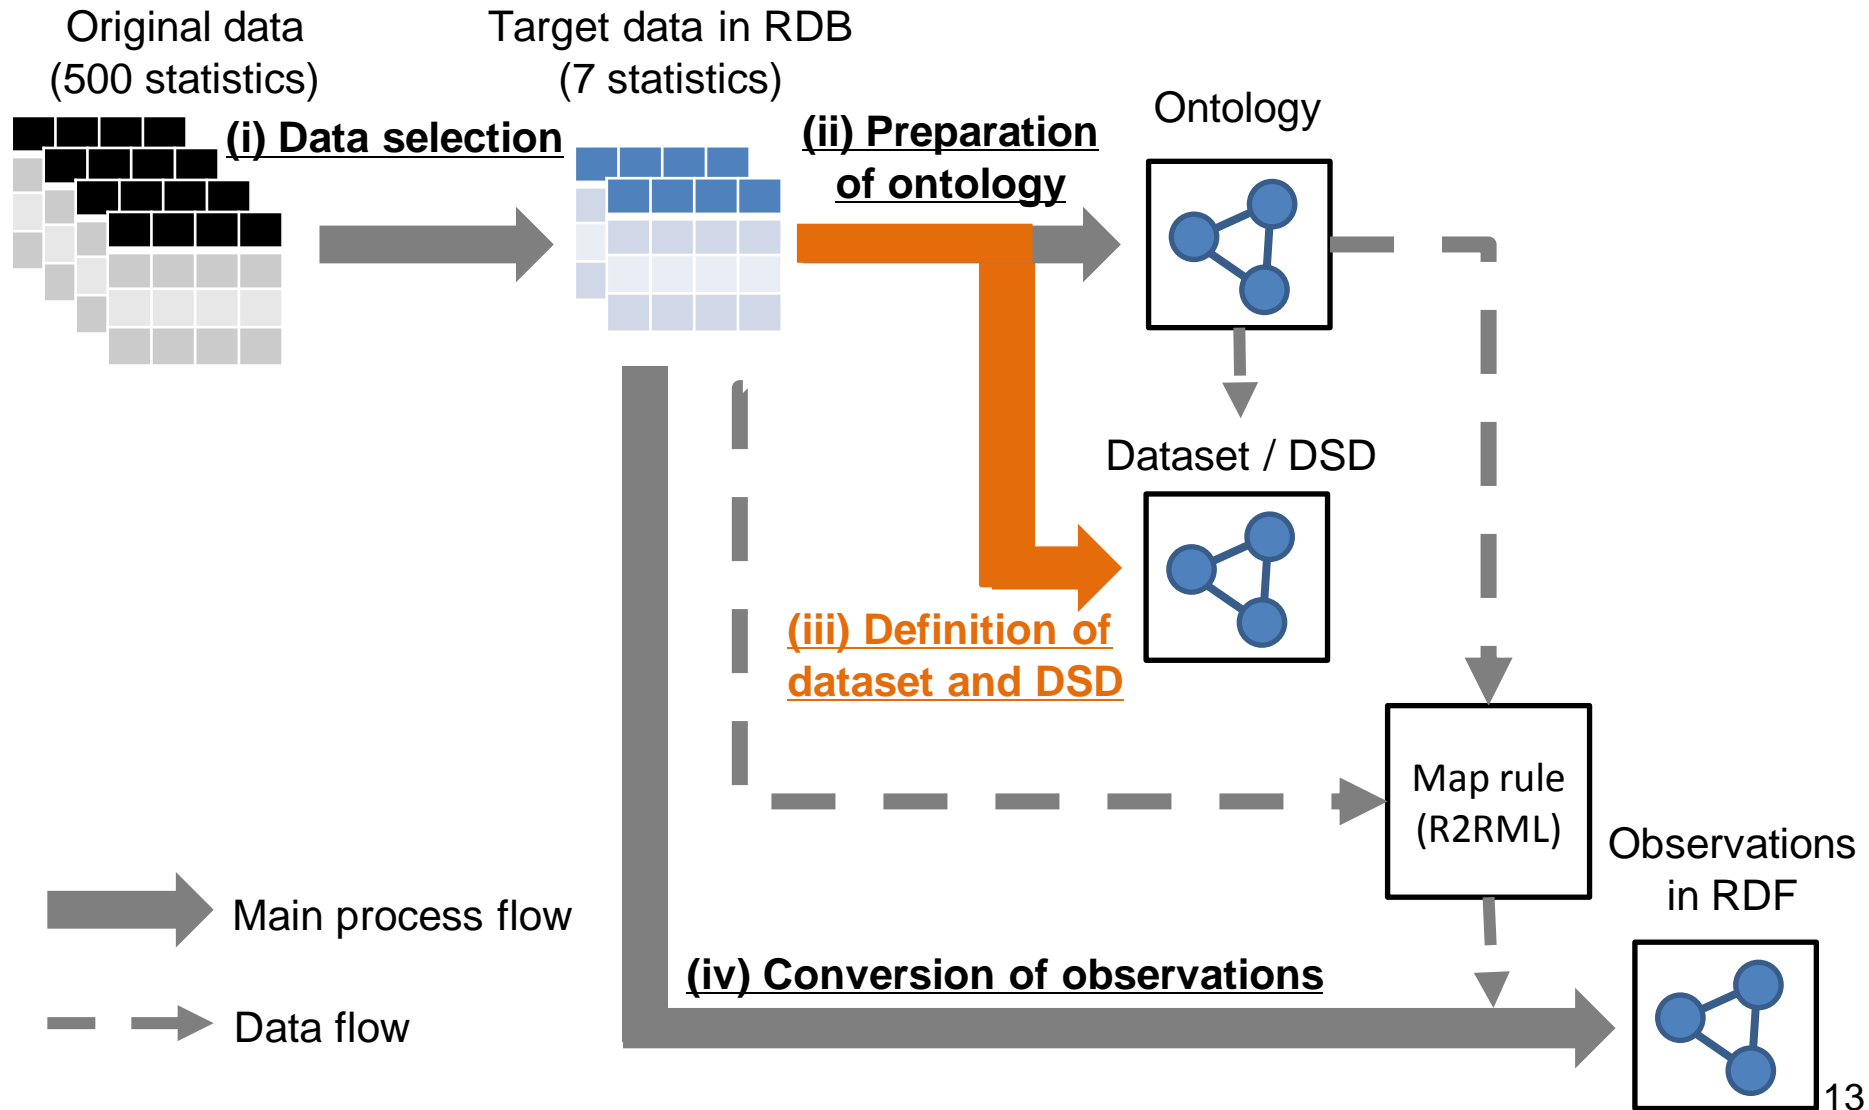 Original data
(500 statistics)
Target data in RDB
(7 statistics)
(i) Data selection
(ii) Preparation
of ontology
Ontology
Dataset / DSD
(iii) Definition of
dataset and DSD
Map rule
(R2RML)
Observations
in RDF
Main process flow
(iv) Conversion of observations
Data flow
13